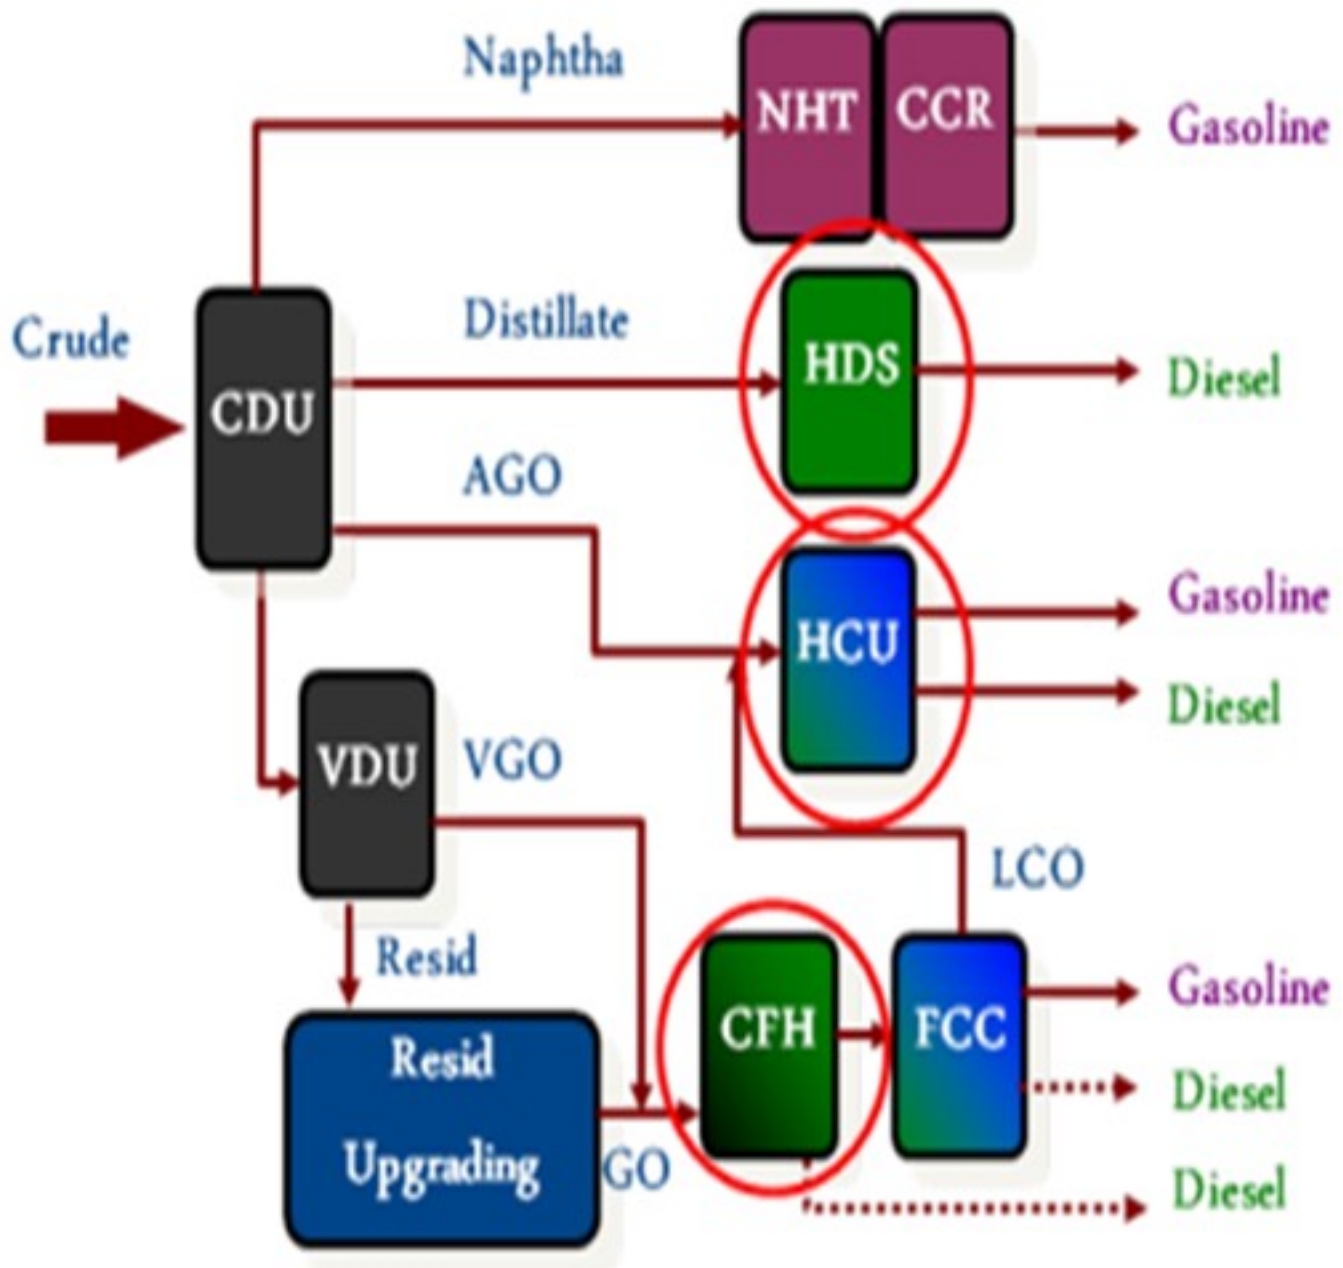 Naphtha
NHT
CCR
Gasoline
Crude
CDU
Distillate
HDS
Diesel
AGO
HCU
Gasoline
Diesel
VDU
VGO
LCO
Resid
CFH
FCC
Gasoline
Resid
Upgrading
GO
Diesel
Diesel